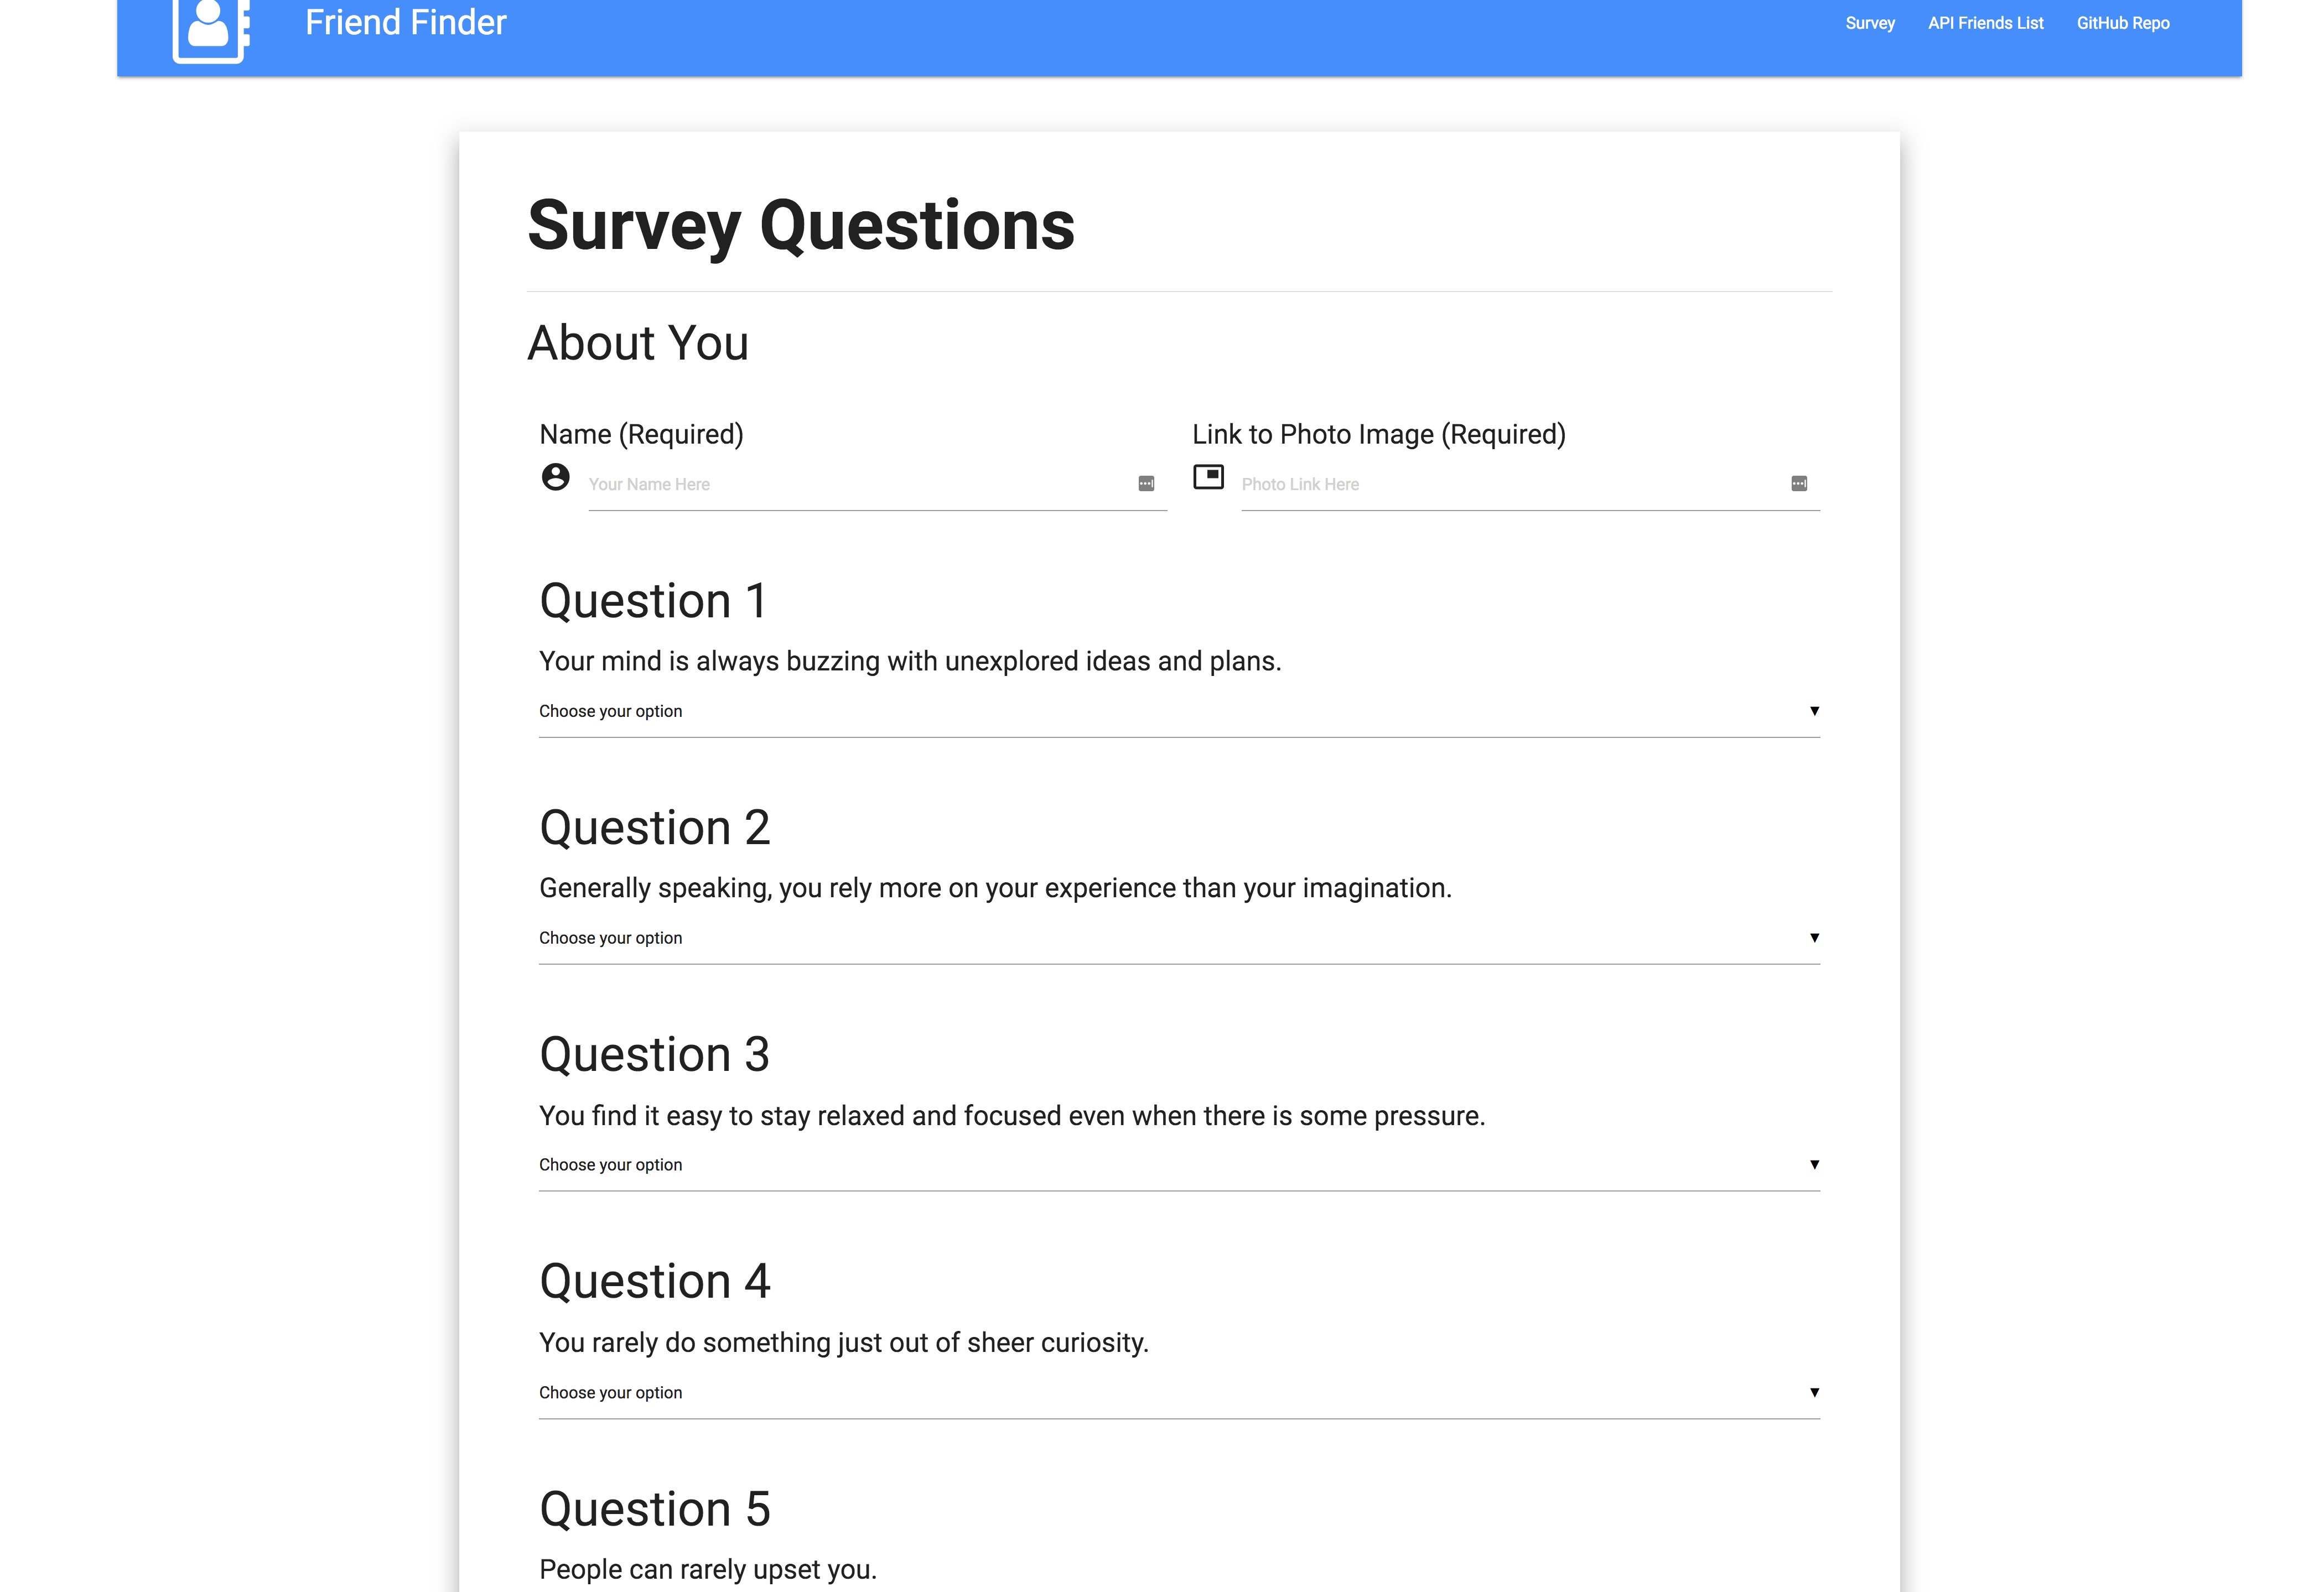 Friend Finder
Survey
API Friends List
GitHub Repo
Survey Questions
About You
Name (Required)
Link to Photo Image (Required)
Your Name Here
Photo Link Here
Question 1
Your mind is always buzzing with unexplored ideas and plans.
Choose your option
Question 2
Generally speaking, you rely more on your experience than your imagination.
Choose your option
Question 3
You find it easy to stay relaxed and focused even when there is some pressure.
Choose your option
Question 4
You rarely do something just out of sheer curiosity.
Choose your option
Question 5
People can rarely upset you.